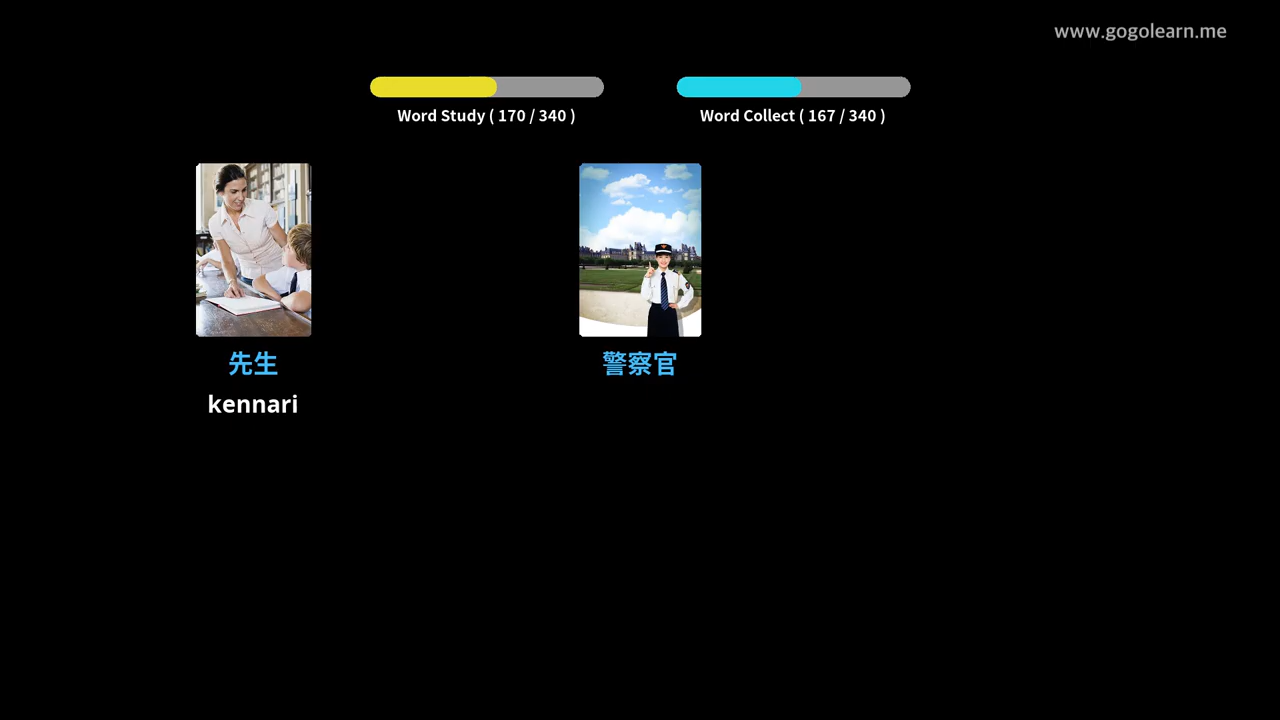 www.gogolearn.me
Word Study ( 170 / 340 )
Word Collect ( 167 / 340 )
先生
警察官
kennari